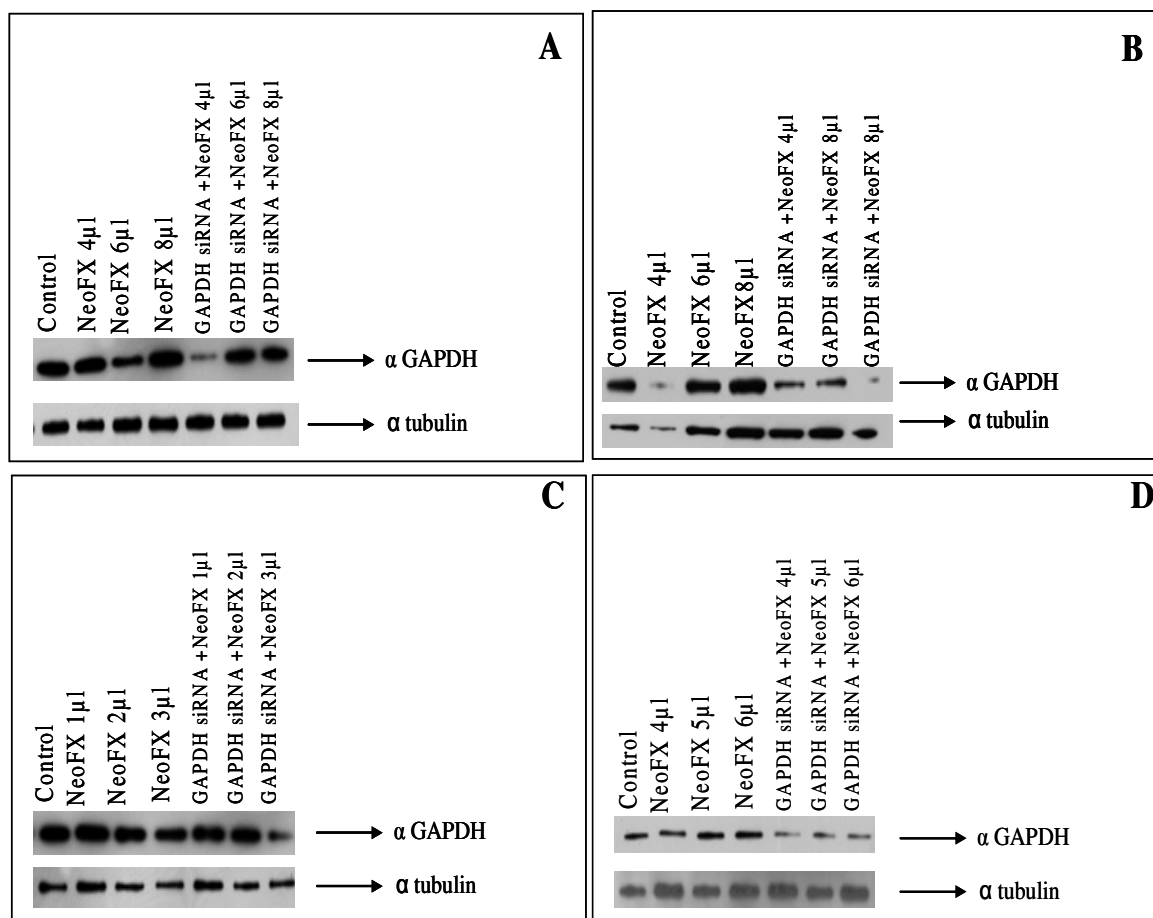 A
Control
NeoFX 4µl
NeoFX 6µl
NeoFX 8µl
GAPDH siRNA +NeoFX 4µl
GAPDH siRNA +NeoFX 6µl
GAPDH siRNA +NeoFX 8µl
α GAPDH
α tubulin
B
Control
NeoFX 4µl
NeoFX 6µl
NeoFX8µl
GAPDH siRNA +NeoFX 4µl
GAPDH siRNA +NeoFX 8µl
GAPDH siRNA +NeoFX 8µl
α GAPDH
α tubulin
C
Control
NeoFX 1µl
NeoFX 2µl
NeoFX 3µl
GAPDH siRNA +NeoFX 1µl
GAPDH siRNA +NeoFX 2µl
GAPDH siRNA +NeoFX 3µl
α GAPDH
α tubulin
D
Control
NeoFX 4µl
NeoFX 5µl
NeoFX 6µl
GAPDH siRNA +NeoFX 4µl
GAPDH siRNA +NeoFX 5µl
GAPDH siRNA +NeoFX 6µl
α GAPDH
α tubulin